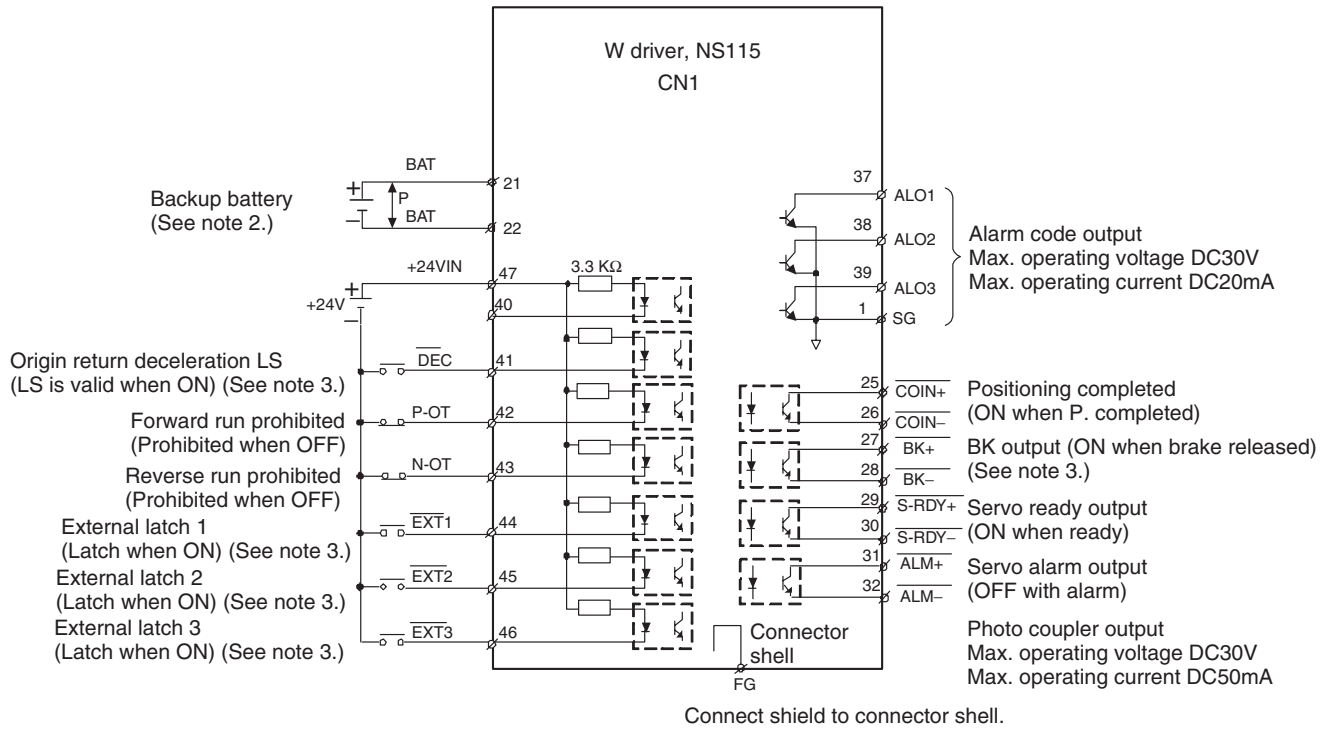 W driver, NS115
CN1
BAT
21
Backup battery
(See note 2.)
+
P
−
BAT
22
+24VIN
47
3.3 KΩ
+
+24V
−
40
Origin return deceleration LS
(LS is valid when ON) (See note 3.)
DEC
41
Forward run prohibited
(Prohibited when OFF)
P-OT
42
Reverse run prohibited
(Prohibited when OFF)
N-OT
43
External latch 1
(Latch when ON) (See note 3.)
EXT1
44
External latch 2
(Latch when ON) (See note 3.)
EXT2
45
External latch 3
(Latch when ON) (See note 3.)
EXT3
46
37
ALO1
38
ALO2
39
ALO3
1
SG
Alarm code output
Max. operating voltage DC30V
Max. operating current DC20mA
25
COIN+
26
COIN−
Positioning completed
(ON when P. completed)
27
BK+
28
BK−
BK output (ON when brake released)
(See note 3.)
29
S-RDY+
30
S-RDY−
Servo ready output
(ON when ready)
31
ALM+
32
ALM−
Servo alarm output
(OFF with alarm)
Photo coupler output
Max. operating voltage DC30V
Max. operating current DC50mA
Connector
shell
FG
Connect shield to connector shell.